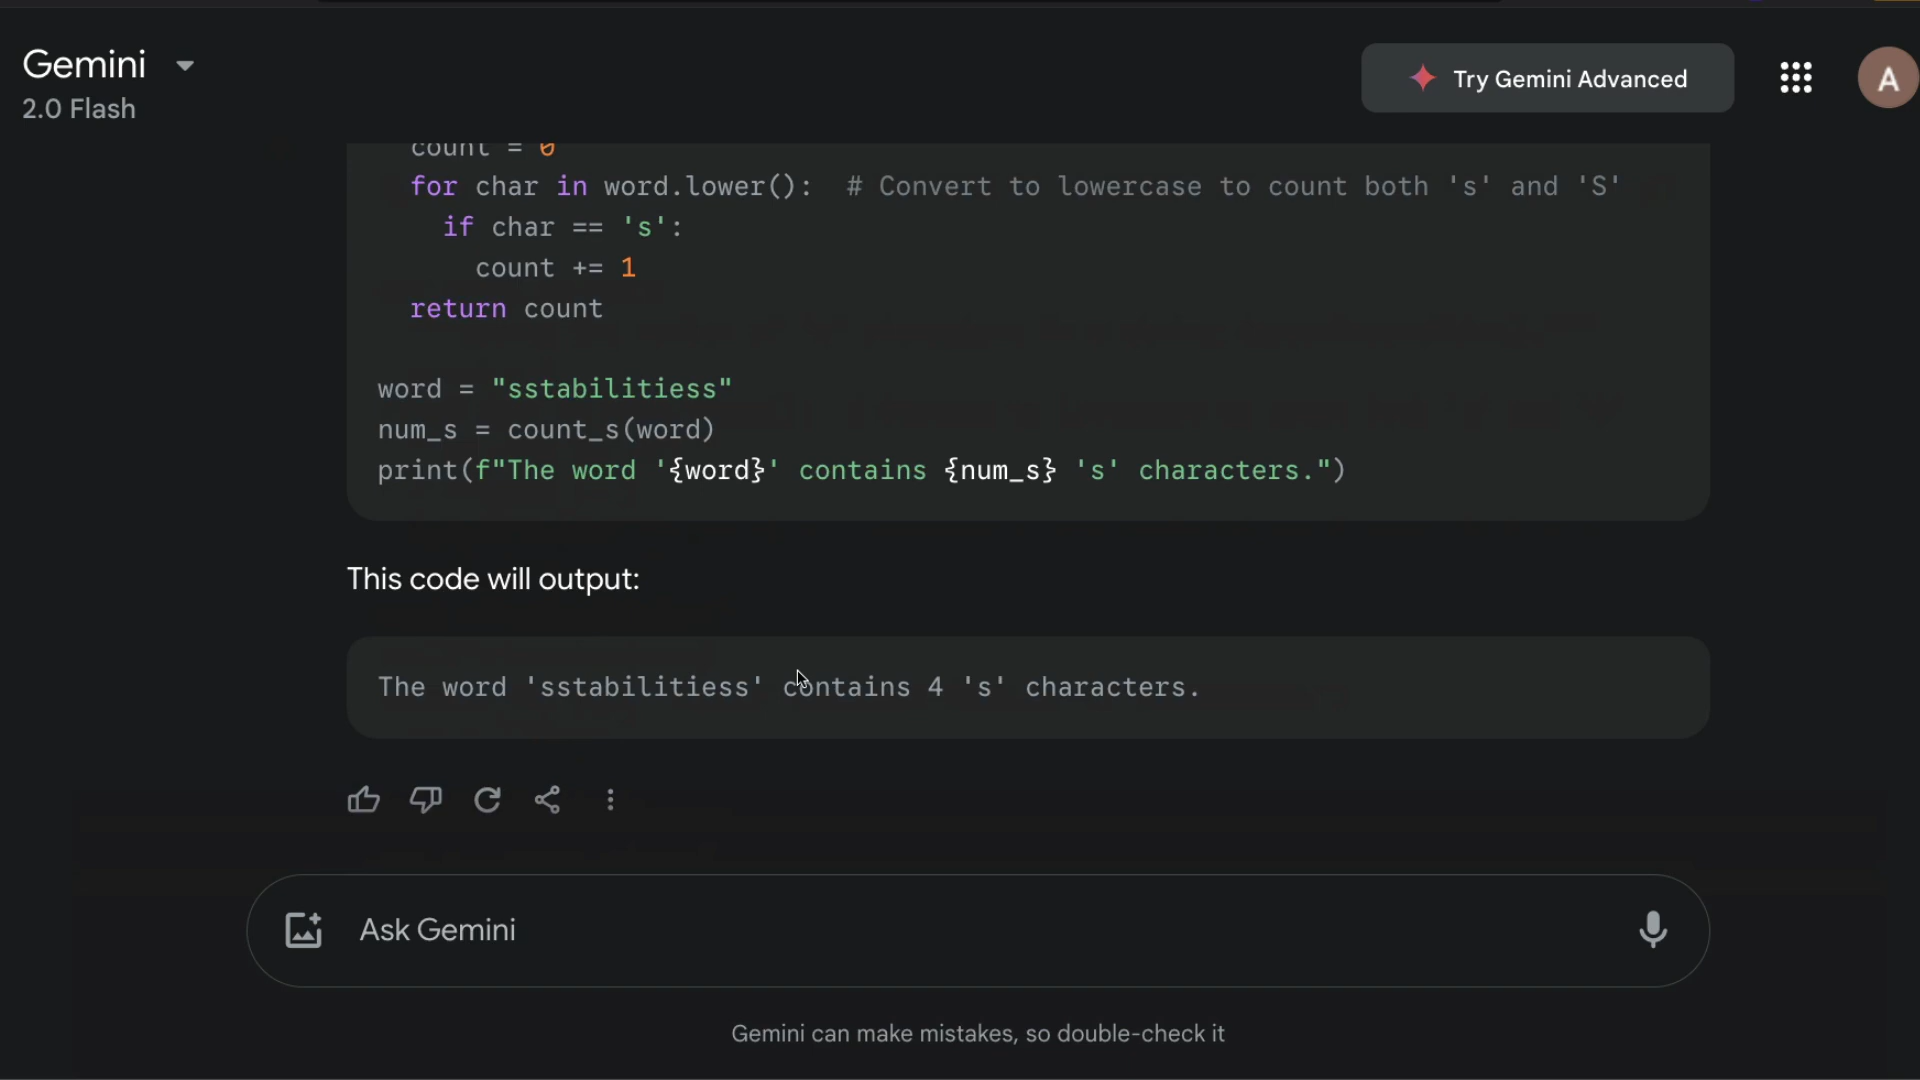 Gemini
2.0 Flash
Try Gemini Advanced
A
count = 0
for char in word.lower():  # Convert to lowercase to count both 's' and 'S'
if char == 's':
count += 1
return count
word = "sstabilitiess"
num_s = count_s(word)
print(f"The word '{word}' contains {num_s} 's' characters.")
This code will output:
The word 'sstabilitiess' contains 4 's' characters.
Ask Gemini
Gemini can make mistakes, so double-check it